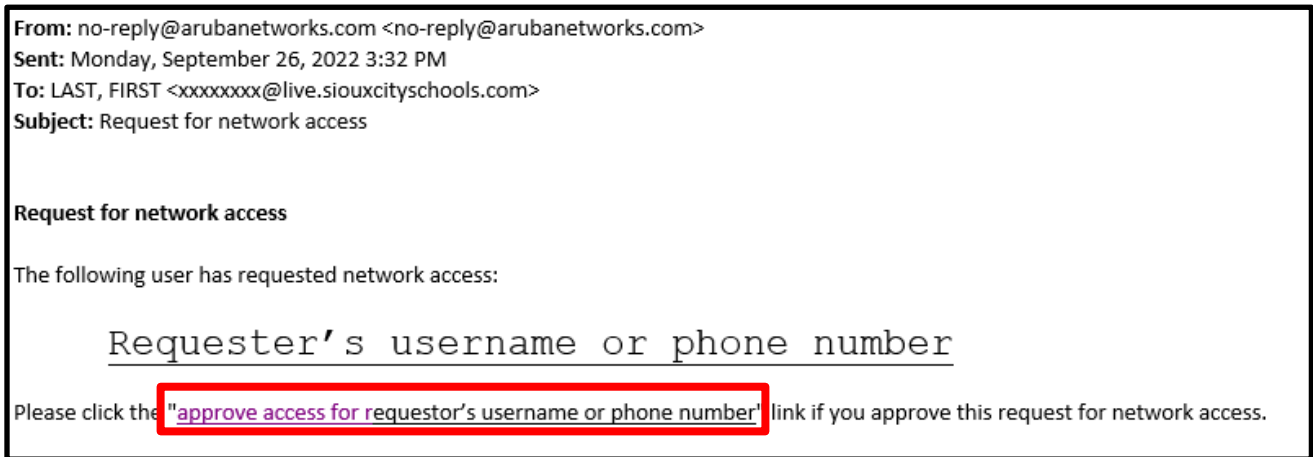 From: no-reply@arubanetworks.com <no-reply@arubanetworks.com>
Sent: Monday, September 26, 2022 3:32 PM
To: LAST, FIRST <xxxxxxxx@live.siouxcityschools.com>
Subject: Request for network access
Request for network access
The following user has requested network access:
Requester’s username or phone number
Please click the "approve access for requestor’s username or phone number" link if you approve this request for network access.